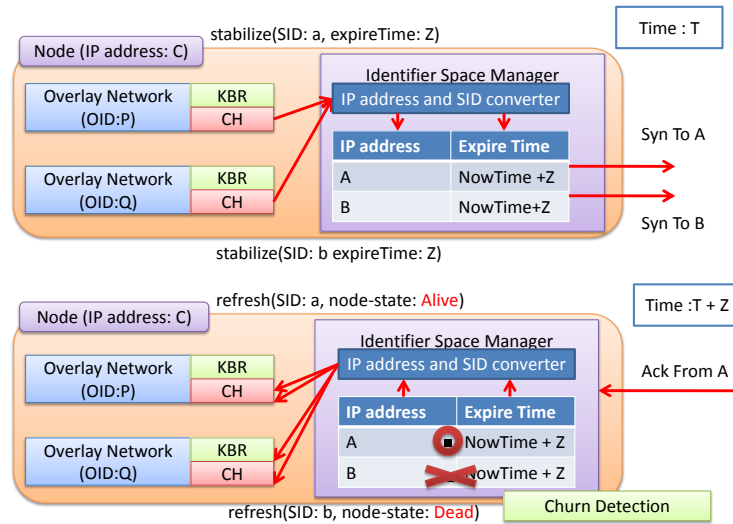 stabilize(SID: a, expireTime: Z)
Time : T
Node (IP address: C)
Identifier Space Manager
Overlay Network
(OID:P)
KBR
CH
IP address and SID converter
IP address
Expire Time
A
NowTime +Z
B
NowTime+Z
Overlay Network
(OID:Q)
KBR
CH
Syn To A
Syn To B
stabilize(SID: b expireTime: Z)
refresh(SID: a, node-state: Alive)
Time :T + Z
Node (IP address: C)
Identifier Space Manager
Overlay Network
(OID:P)
KBR
CH
IP address and SID converter
Ack From A
IP address
Expire Time
A
NowTime + Z
B
NowTime + Z
Overlay Network
(OID:Q)
KBR
CH
Churn Detection
refresh(SID: b, node-state: Dead)